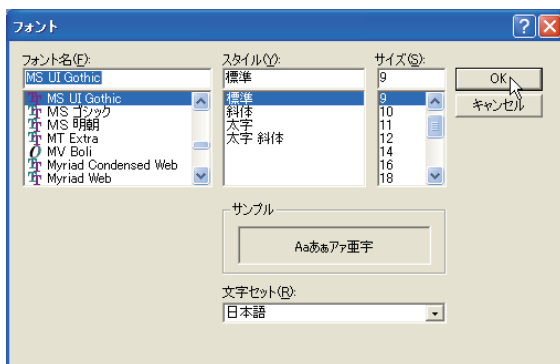 フォント
フォント名(F):
MS UI Gothic
MS UI Gothic
MS ゴシック
MS 明朝
MT Extra
MV Boli
Myriad Condensed Web
Myriad Web
スタイル(Y):
標準
標準
斜体
太字
太字 斜体
サイズ(S):
9
9
10
11
12
14
16
18
OK
キャンセル
サンプル
Aaあぁアァ亜宇
文字セット(R):
日本語